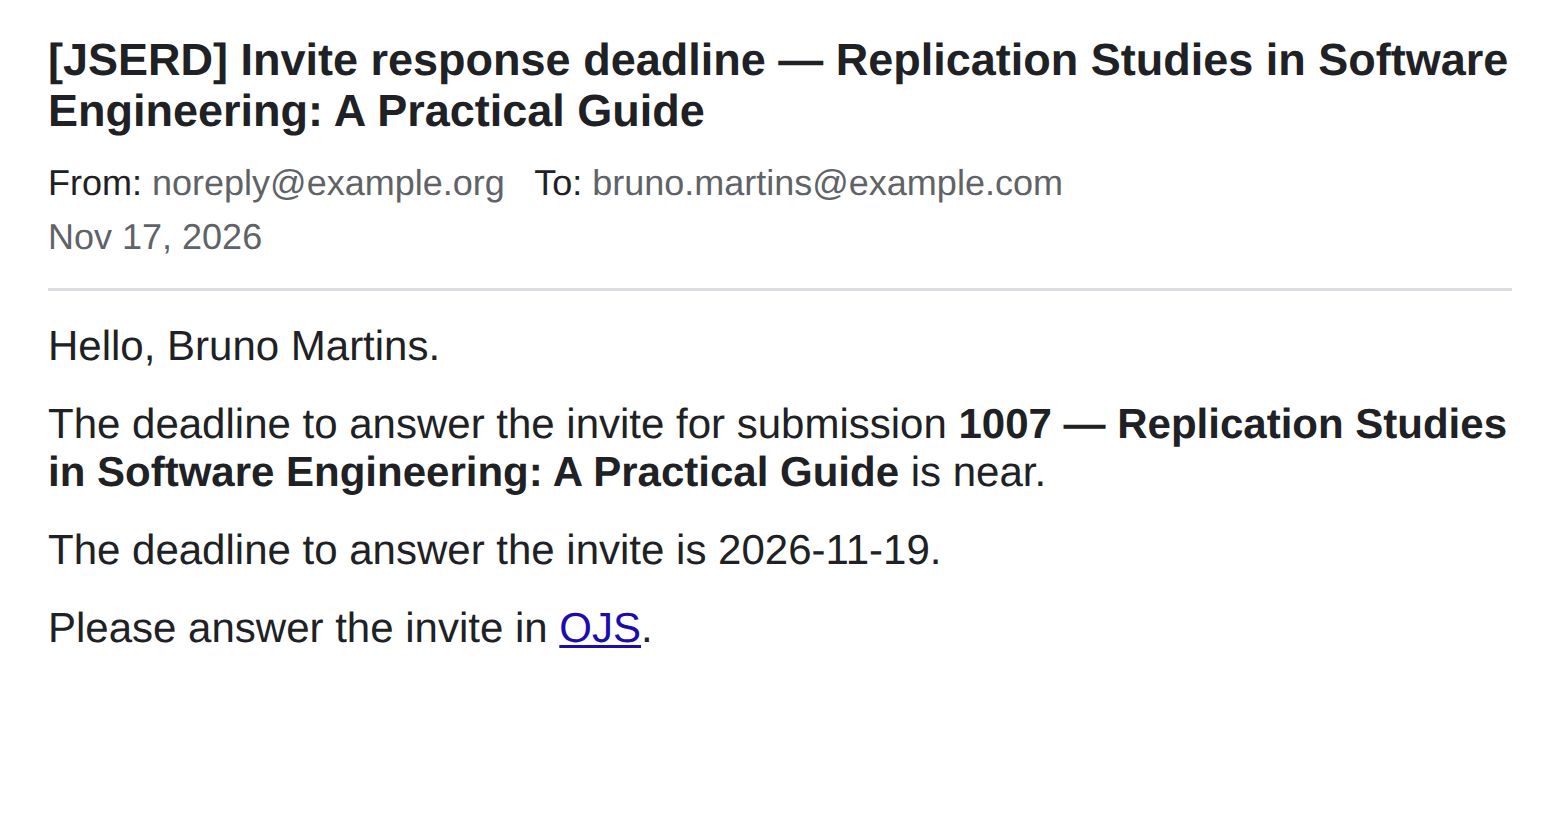 [JSERD] Invite response deadline — Replication Studies in Software
Engineering: A Practical Guide
From: noreply@example.org To: bruno.martins@example.com
Nov 17, 2026
Hello, Bruno Martins.
The deadline to answer the invite for submission 1007 — Replication Studies
in Software Engineering: A Practical Guide is near.
The deadline to answer the invite is 2026-11-19.
Please answer the invite in OJS.